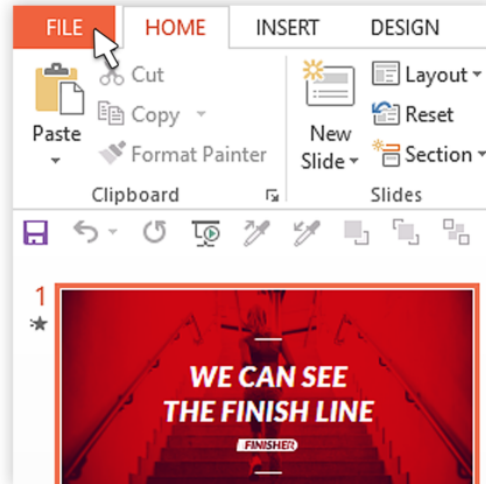 FILE HOME INSERT DESIGN
Cut
Copy
Format Painter
Paste
Clipboard
New
Slide
Layout
Reset
Section
Slides
1
WE CAN SEE
THE FINISH LINE
FINISHER